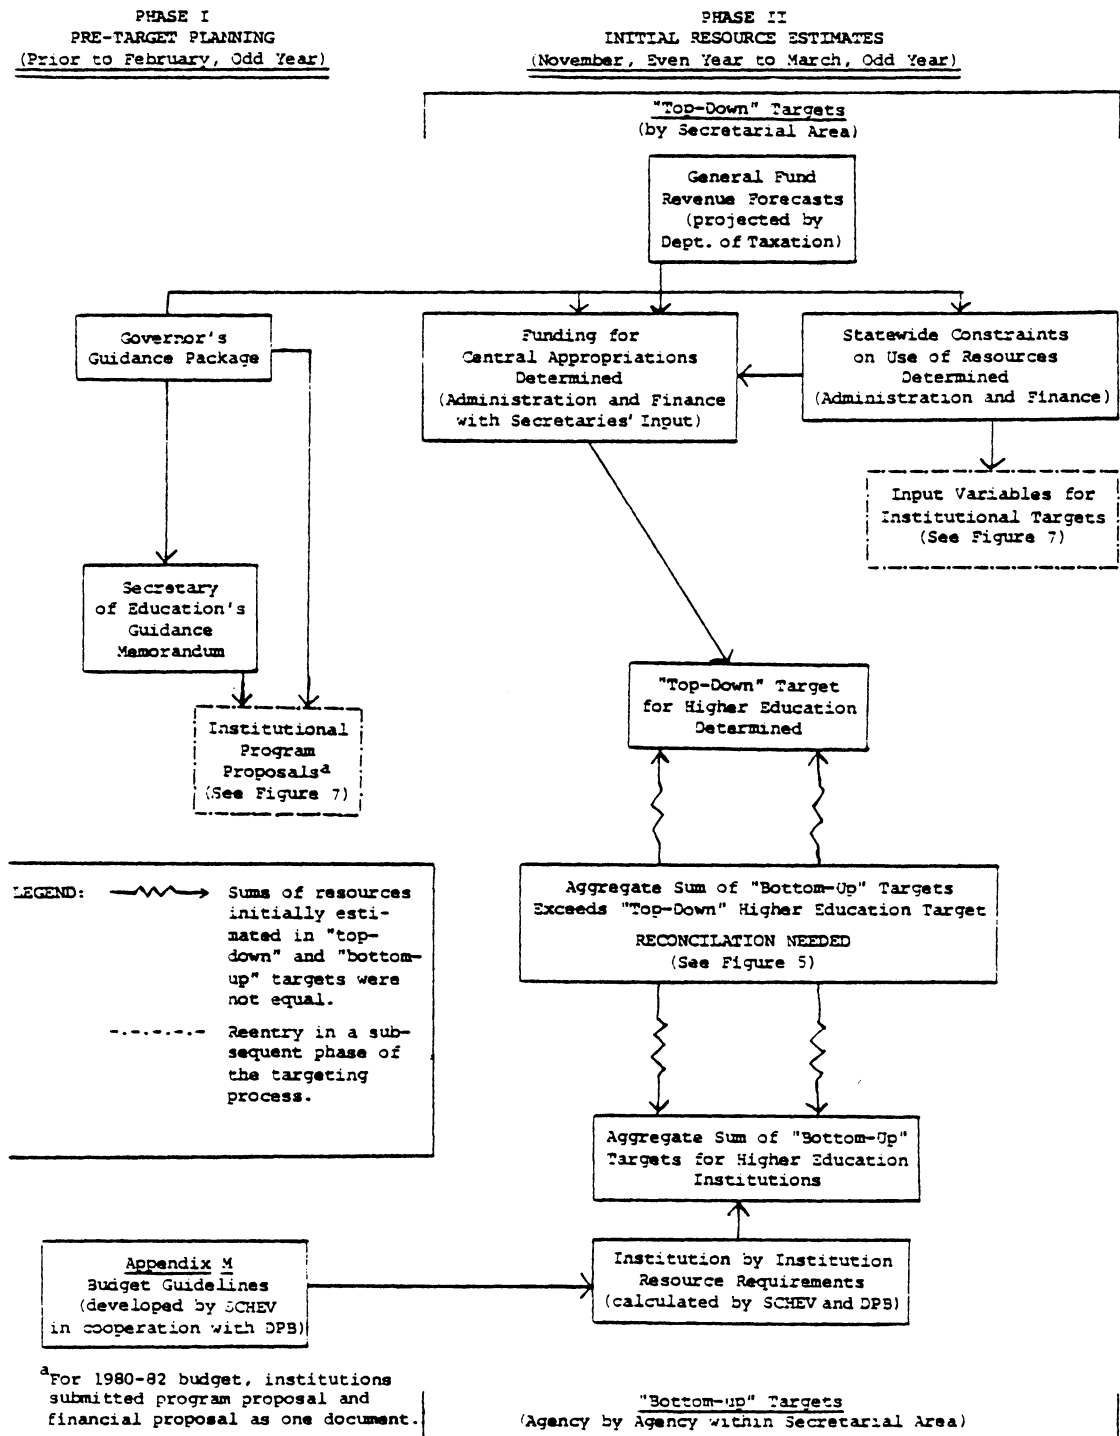 PHASE I
PRE-TARGET PLANNING
(Prior to February, Odd Year)
PHASE II
INITIAL RESOURCE ESTIMATES
(November, Even Year to March, Odd Year)
"Top-Down" Targets
(by Secretarial Area)
General Fund
Revenue Forecasts
(projected by
Dept. of Taxation)
Governor's
Guidance Package
Funding for
Central Appropriations
Determined
(Administration and Finance
with Secretaries' Input)
Statewide Constraints
on Use of Resources
Determined
(Administration and Finance)
Input Variables for
Institutional Targets
(See Figure 7)
Secretary
of Education's
Guidance
Memorandum
"Top-Down" Target
for Higher Education
Determined
Institutional
Program
Proposalsa
(See Figure 7)
LEGEND:
Sums of resources
initially esti-
mated in "top-
down" and "bottom-
up" targets were
not equal.
Reentry in a sub-
sequent phase of
the targeting
process.
Aggregate Sum of "Bottom-Up" Targets
Exceeds "Top-Down" Higher Education Target
RECONCILATION NEEDED
(See Figure 5)
Aggregate Sum of "Bottom-Up"
Targets for Higher Education
Institutions
Appendix M
Budget Guidelines
(developed by SCHEV
in cooperation with DPB)
Institution by Institution
Resource Requirements
(calculated by SCHEV and DPB)
aFor 1980-82 budget, institutions
submitted program proposal and
financial proposal as one document.
"Bottom-up" Targets
(Agency by Agency within Secretarial Area)